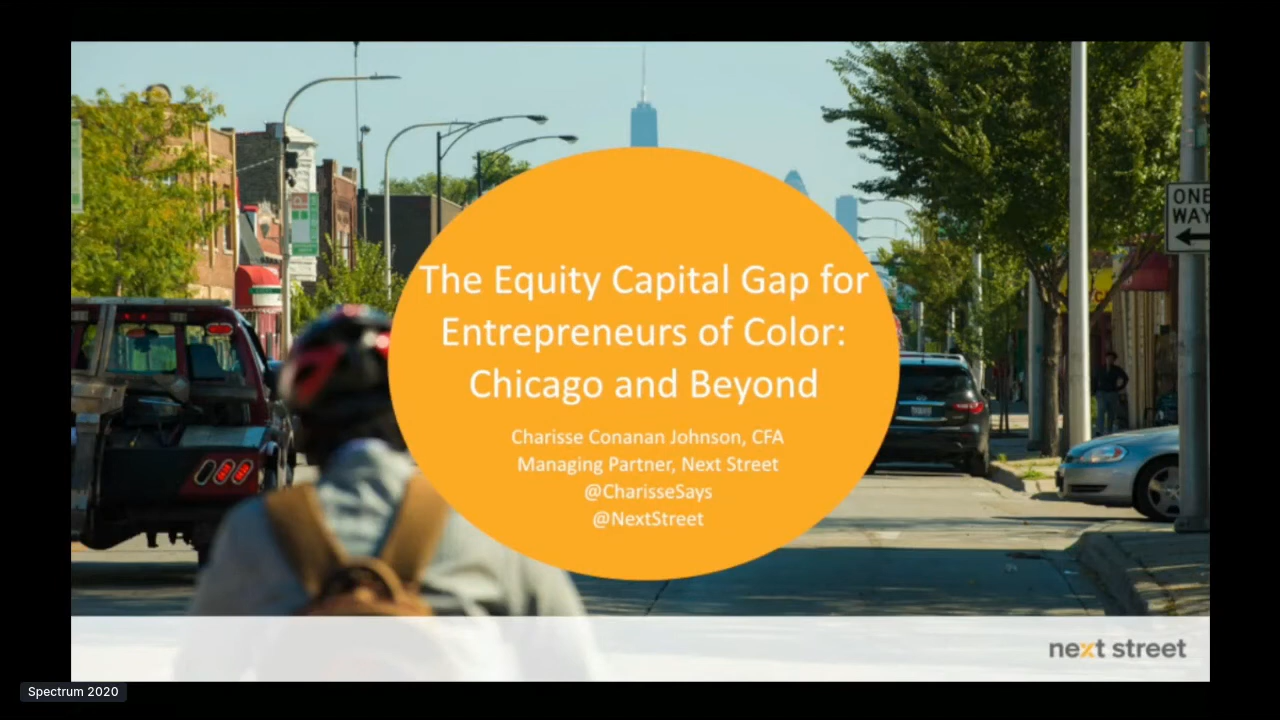 ONE
WAY
The Equity Capital Gap for
Entrepreneurs of Color:
Chicago and Beyond
Charisse Conanan Johnson, CFA
Managing Partner, Next Street
@CharisseSays
@NextStreet
next street
Spectrum 2020